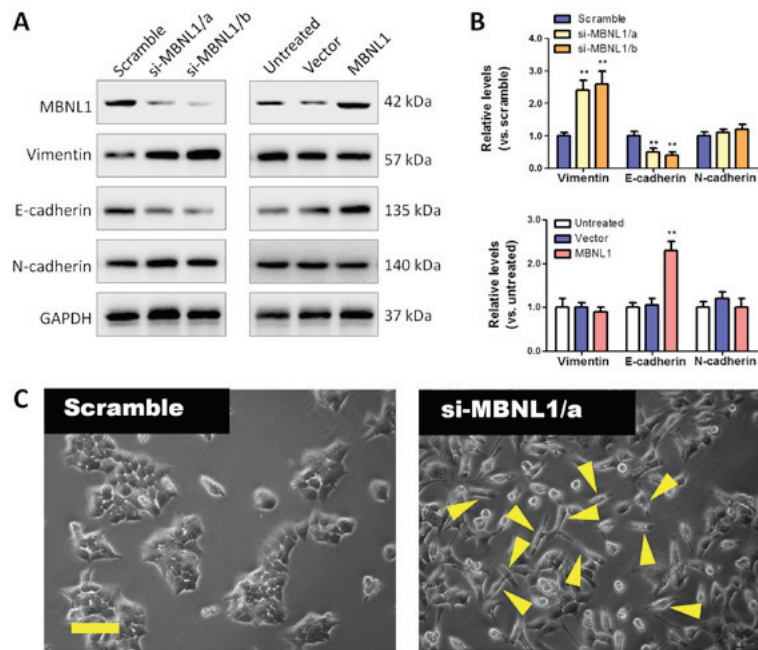 A
Scramble
si-MBNL1/a
si-MBNL1/b
Untreated
Vector
MBNL1
MBNL1
42 kDa
Vimentin
57 kDa
E-cadherin
135 kDa
N-cadherin
140 kDa
GAPDH
37 kDa
B
Scramble
si-MBNL1/a
si-MBNL1/b
Relative levels
(vs. scramble)
4.0
3.0
2.0
1.0
0.0
** **
** **
Vimentin E-cadherin N-cadherin
Untreated
Vector
MBNL1
Relative levels
(vs.untreated)
3.0
2.0
1.0
0.0
**
Vimentin E-cadherin N-cadherin
C
Scramble
si-MBNL1/a